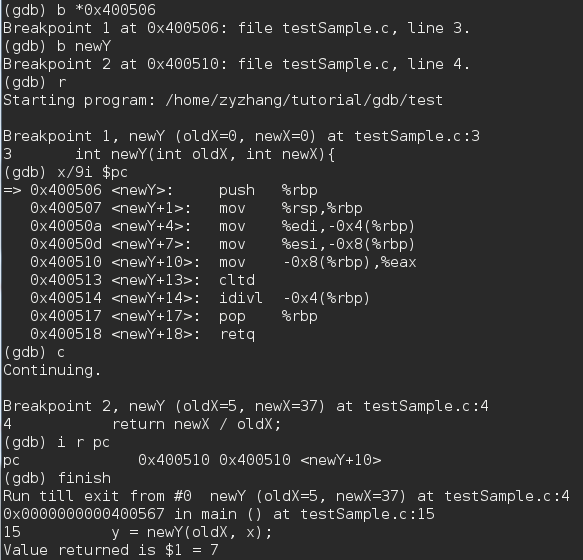 (gdb) b *0x400506
Breakpoint 1 at 0x400506: file testSample.c, line 3.
(gdb) b newY
Breakpoint 2 at 0x400510: file testSample.c, line 4.
(gdb) r
Starting program: /home/zyzhang/tutorial/gdb/test

Breakpoint 1, newY (oldX=0, newX=0) at testSample.c:3
3       int newY(int oldX, int newX){
(gdb) x/9i $pc
=> 0x400506 <newY>:     push   %rbp
   0x400507 <newY+1>:   mov    %rsp,%rbp
   0x40050a <newY+4>:   mov    %edi,-0x4(%rbp)
   0x40050d <newY+7>:   mov    %esi,-0x8(%rbp)
   0x400510 <newY+10>:  mov    -0x8(%rbp),%eax
   0x400513 <newY+13>:  cltd
   0x400514 <newY+14>:  idivl  -0x4(%rbp)
   0x400517 <newY+17>:  pop    %rbp
   0x400518 <newY+18>:  retq
(gdb) c
Continuing.

Breakpoint 2, newY (oldX=5, newX=37) at testSample.c:4
4           return newX / oldX;
(gdb) i r pc
pc             0x400510 0x400510 <newY+10>
(gdb) finish
Run till exit from #0  newY (oldX=5, newX=37) at testSample.c:4
0x0000000000400567 in main () at testSample.c:15
15          y = newY(oldX, x);
Value returned is $1 = 7